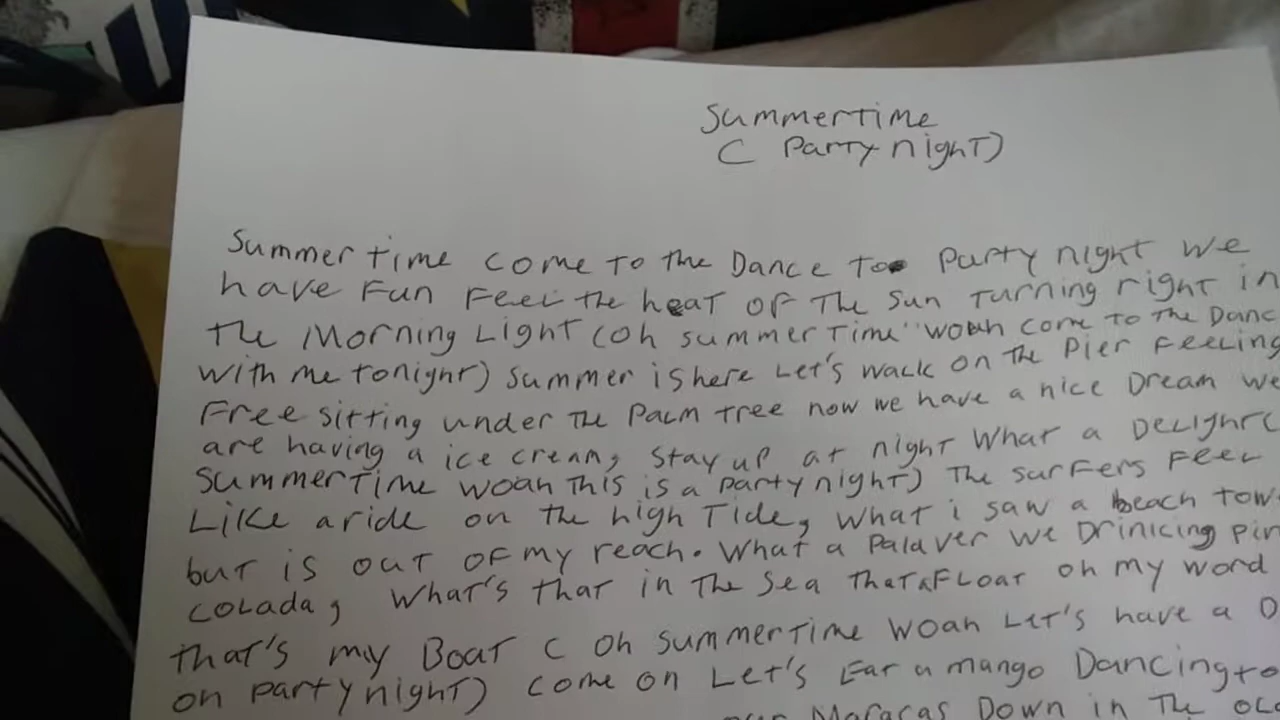 Summertime
( Party night)
Summertime come to the Dance to Party night we
have Fun Feel the heat of The Sun Turning right in
the Morning Light (oh summertime" woah come to the Danc
with me tonight) summer is here Let's walk on the Pier Feeling
Free sitting under the Palm tree now we have a nice Dream we
are having a ice cream, stay up at night What a Delight (
summertime woah This is a party night) The surfers Feel
Like a ride on the high Tide, what i saw a beach tow
but is out of my reach. What a Palaver we Drinking pin
colada, what's that in the Sea That a Float oh my word
that's my Boat ( oh summertime woah Let's have a D
on party night) come on Let's Eat a mango Dancing to
Maracas Down in The oc